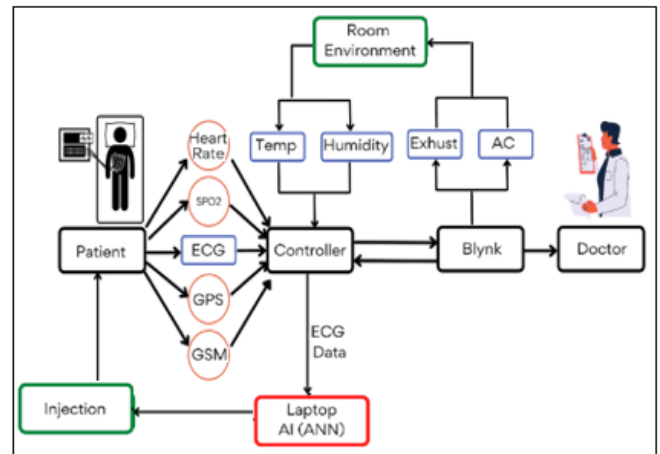 Room
Environment
Heart
Rate
Temp
Humidity
Exhust
AC
SPO2
Patient
ECG
Controller
Blynk
Doctor
GPS
ECG
Data
GSM
Injection
Laptop
AI (ANN)